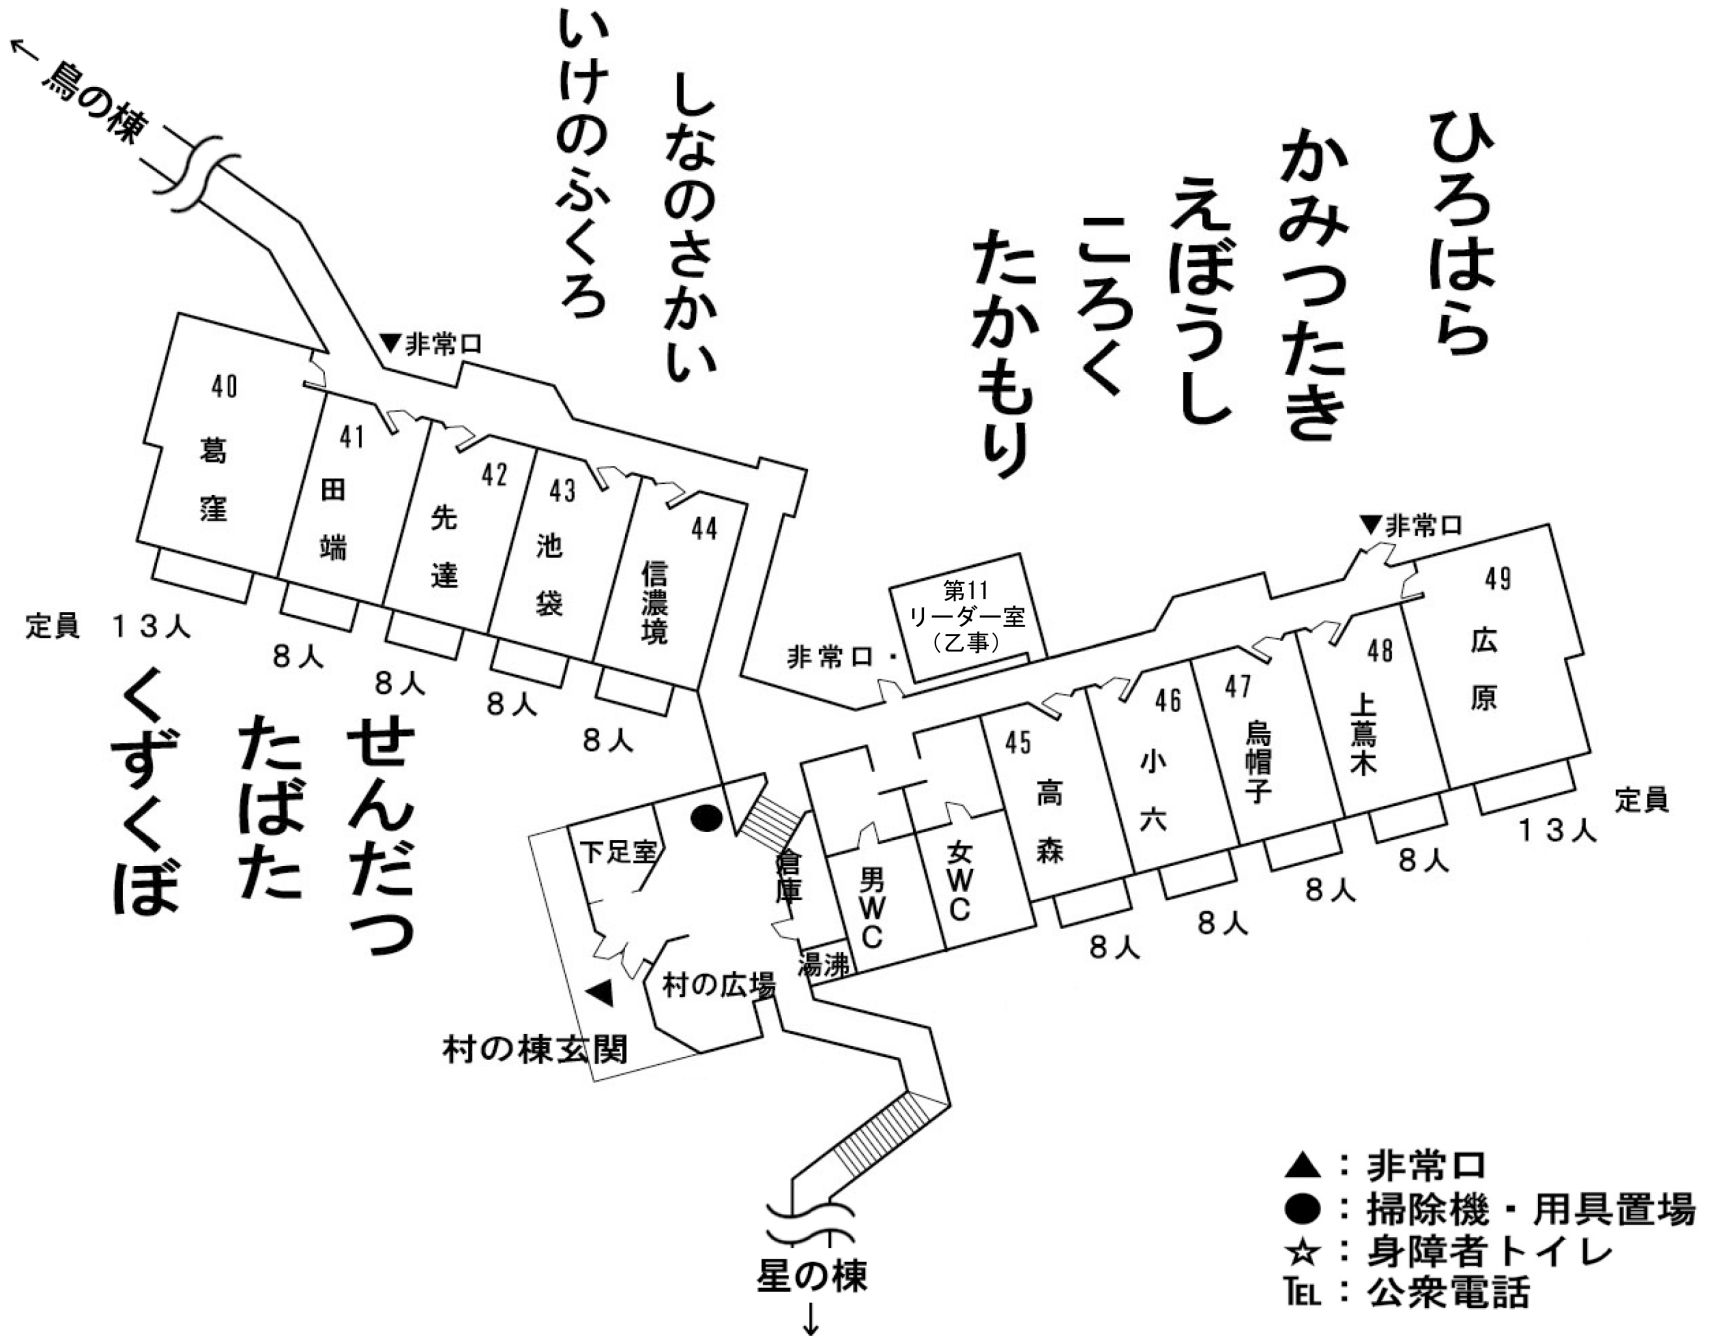 ← 鳥の棟
いけのふくろ
しなのさかい
ひろはら
かみつたき
えぼうし
ころく
たかもり
▼非常口
40
葛窪
41
田端
42
先達
43
池袋
44
信濃境
定員 13人
8人
8人
8人
8人
くずくぼ
たばた
せんだつ
第11
リーダー室
(乙事)
非常口・
▼非常口
45
高森
46
小六
47
烏帽子
48
上蔦木
49
広原
定員
13人
8人
8人
8人
8人
下足室
倉庫
男WC
女WC
湯沸
村の広場
村の棟玄関
星の棟
↓
▲：非常口
●：掃除機・用具置場
☆：身障者トイレ
℡：公衆電話